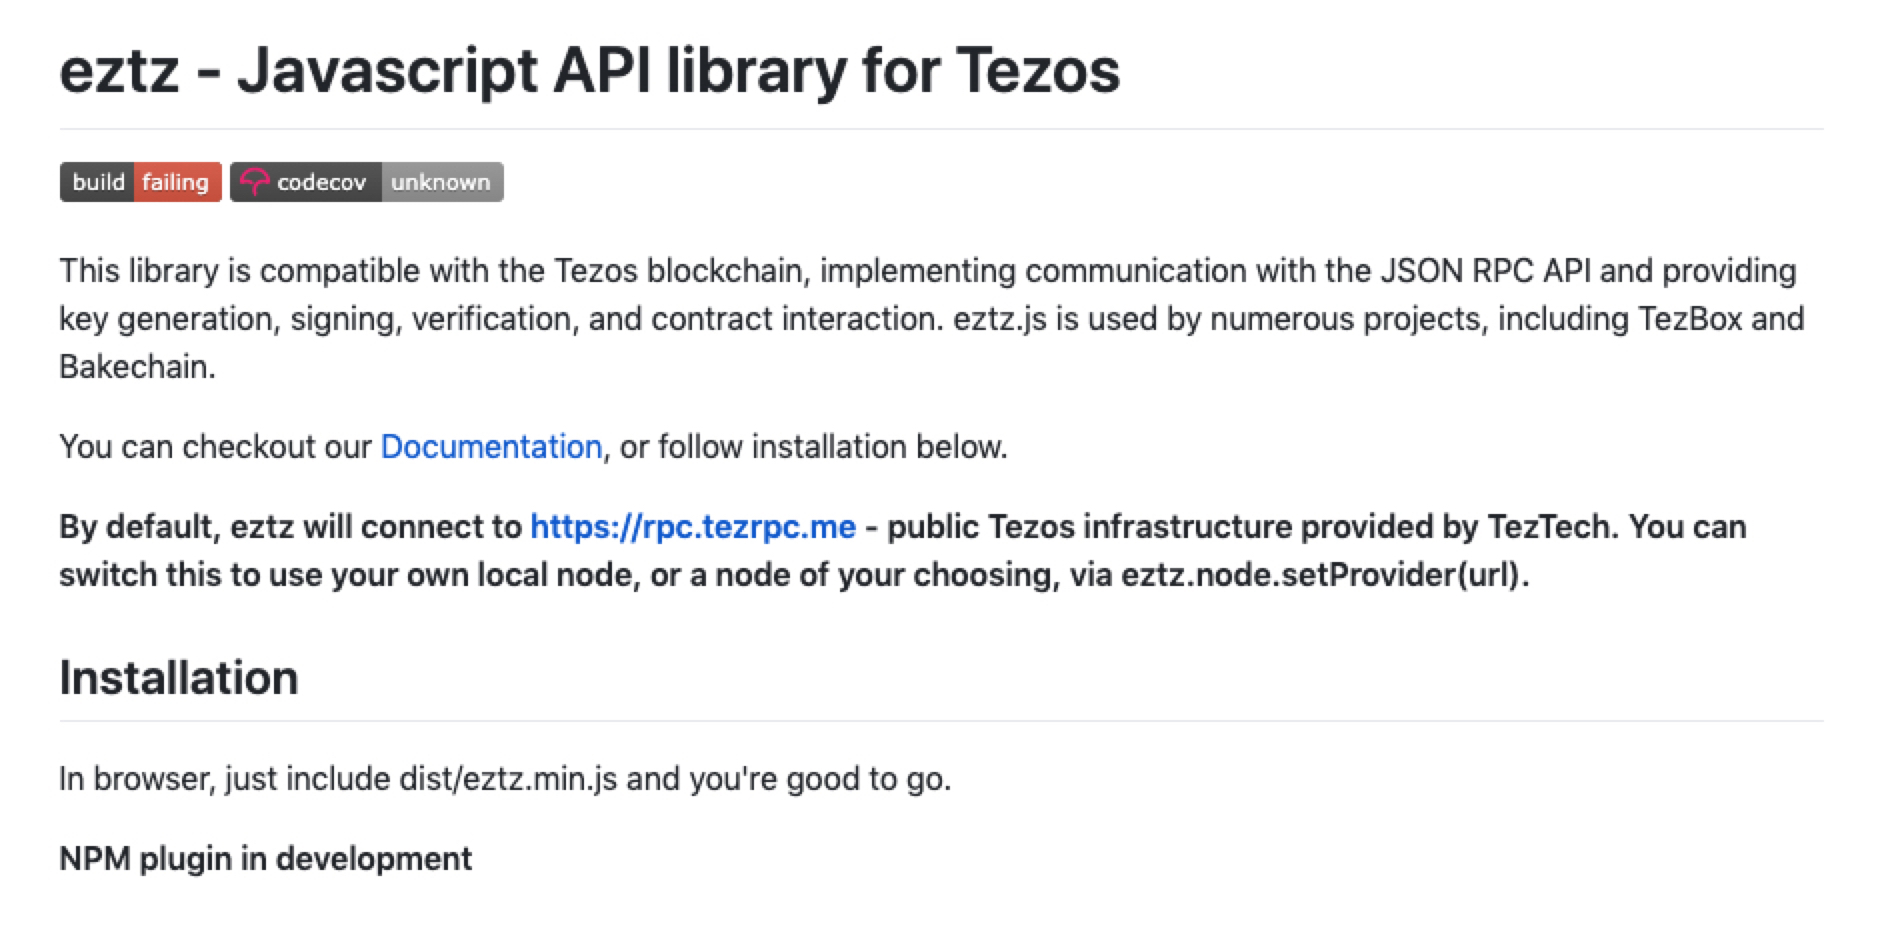 eztz - Javascript API library for Tezos
build failing codecov unknown
This library is compatible with the Tezos blockchain, implementing communication with the JSON RPC API and providing
key generation, signing, verification, and contract interaction. eztz.js is used by numerous projects, including TezBox and
Bakechain.
You can checkout our Documentation, or follow installation below.
By default, eztz will connect to https://rpc.tezrpc.me - public Tezos infrastructure provided by TezTech. You can
switch this to use your own local node, or a node of your choosing, via eztz.node.setProvider(url).
Installation
In browser, just include dist/eztz.min.js and you're good to go.
NPM plugin in development